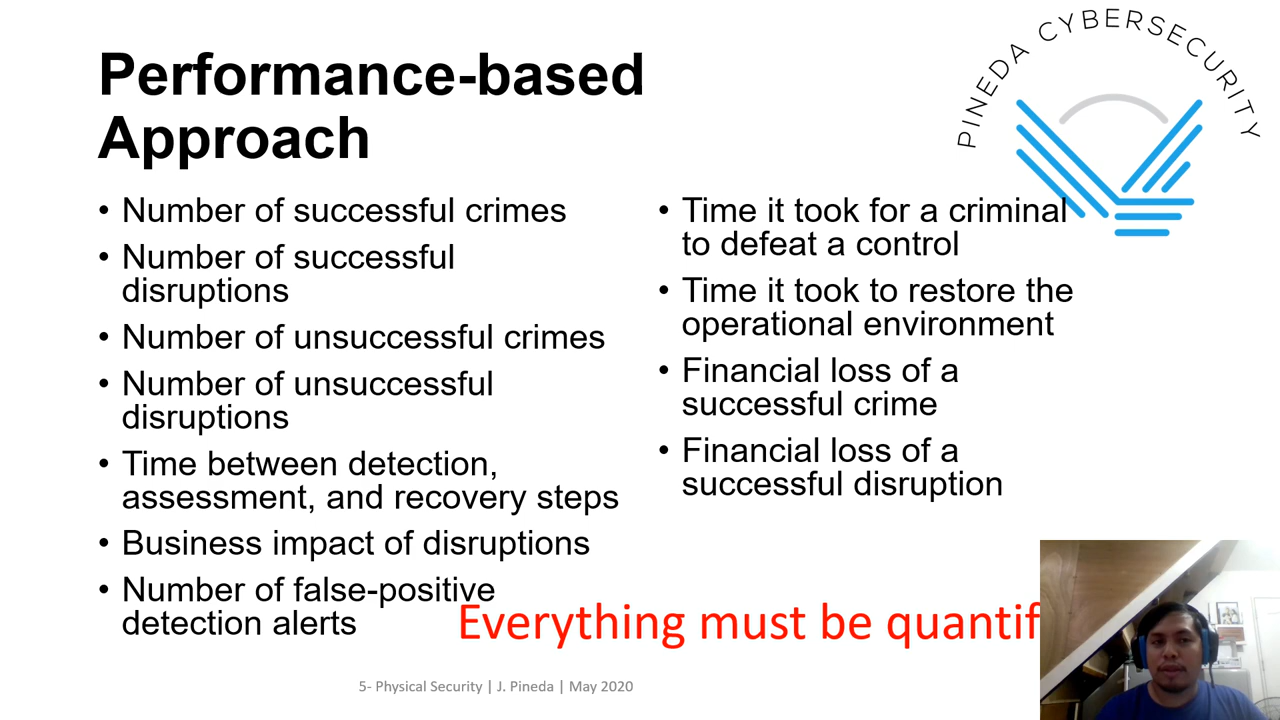 Performance-based
Approach
PINEDA CYBERSECURITY
• Number of successful crimes
• Number of successful
disruptions
• Number of unsuccessful crimes
• Number of unsuccessful
disruptions
• Time between detection,
assessment, and recovery steps
• Business impact of disruptions
• Number of false-positive
detection alerts
• Time it took for a criminal
to defeat a control
• Time it took to restore the
operational environment
• Financial loss of a
successful crime
• Financial loss of a
successful disruption
Everything must be quantif
5- Physical Security | J. Pineda | May 2020